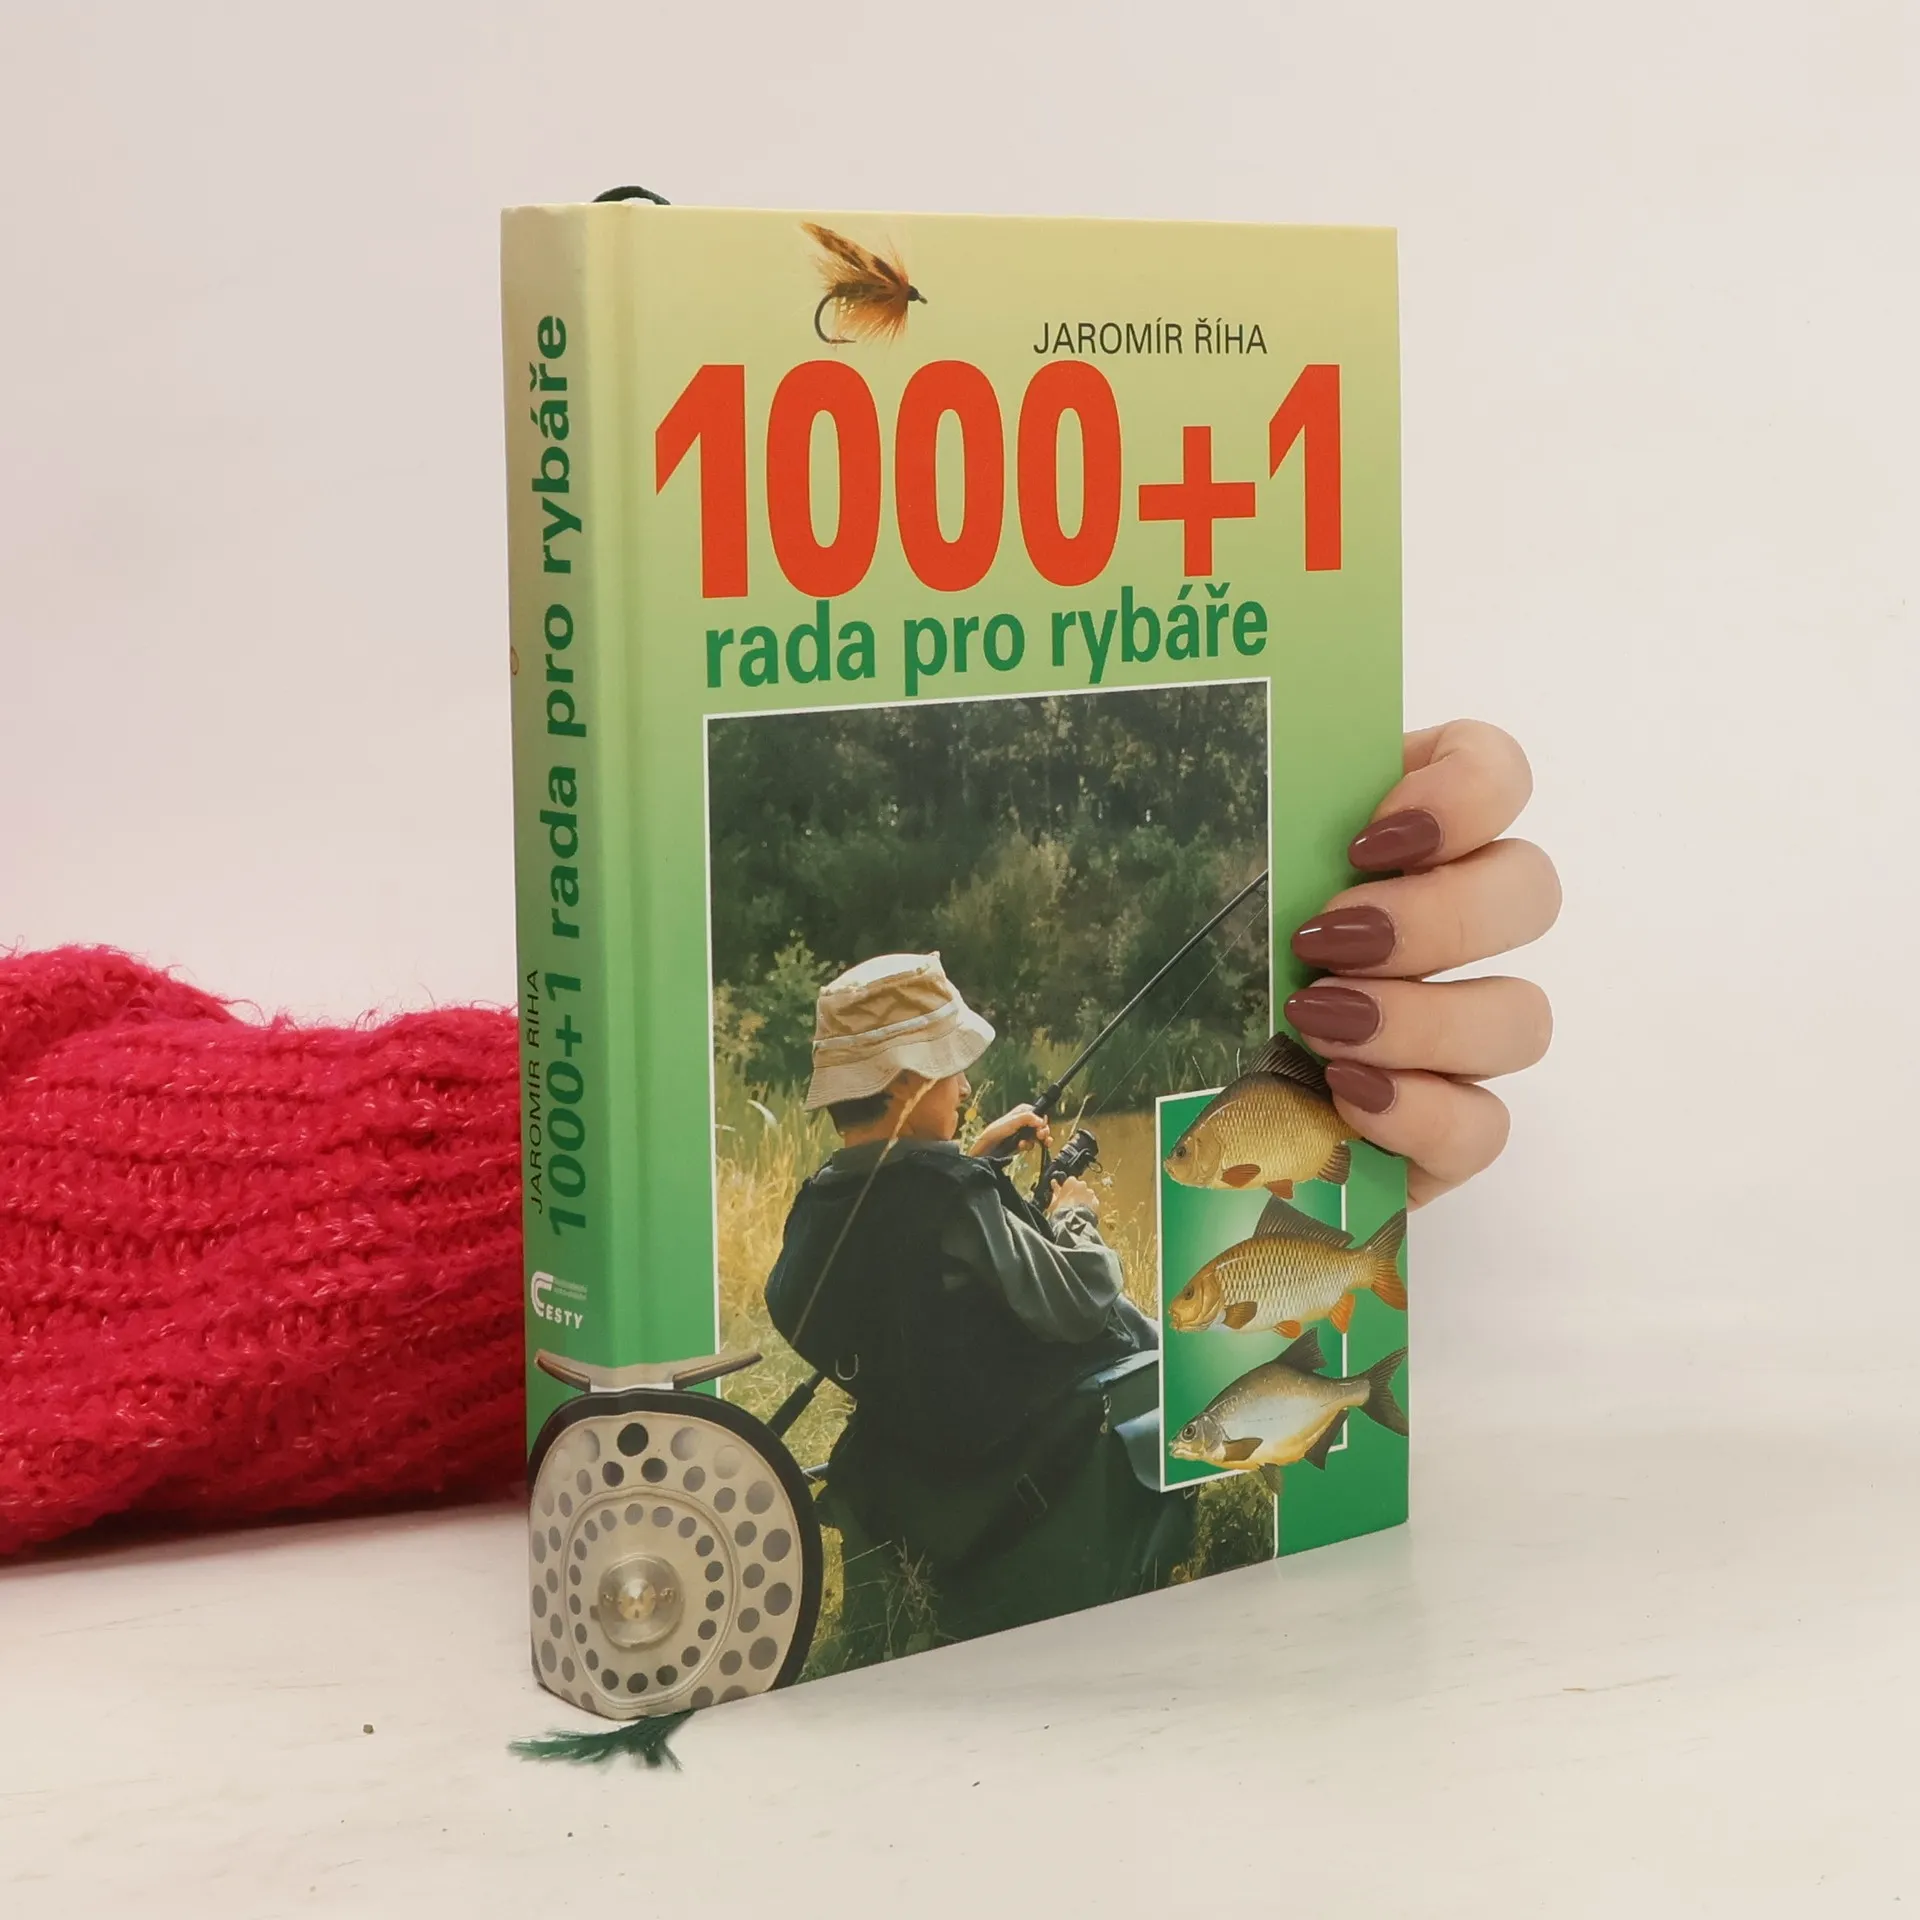 JAROMÍR ŘÍHA
1000+1
rada pro rybáře
JAROMÍR ŘÍHA
1000+1 rada pro rybáře
CESTY